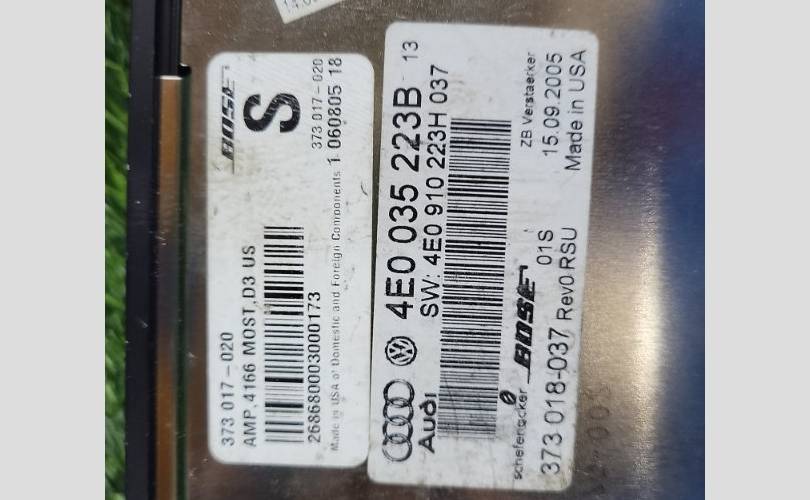 BOSE
S
373 017-020
1 060805 18
373 017-020
AMP,4166 MOST,D3 US
268680003000173
Made in USA of Domestic and Foreign Components
Audi
4E0 035 223B 13
SW: 4E0 910 223H 037
ZB Verstaerker
15.09.2005
Made in USA
schefenacker
BOSE 01S
373 018-037 Rev0 RSU